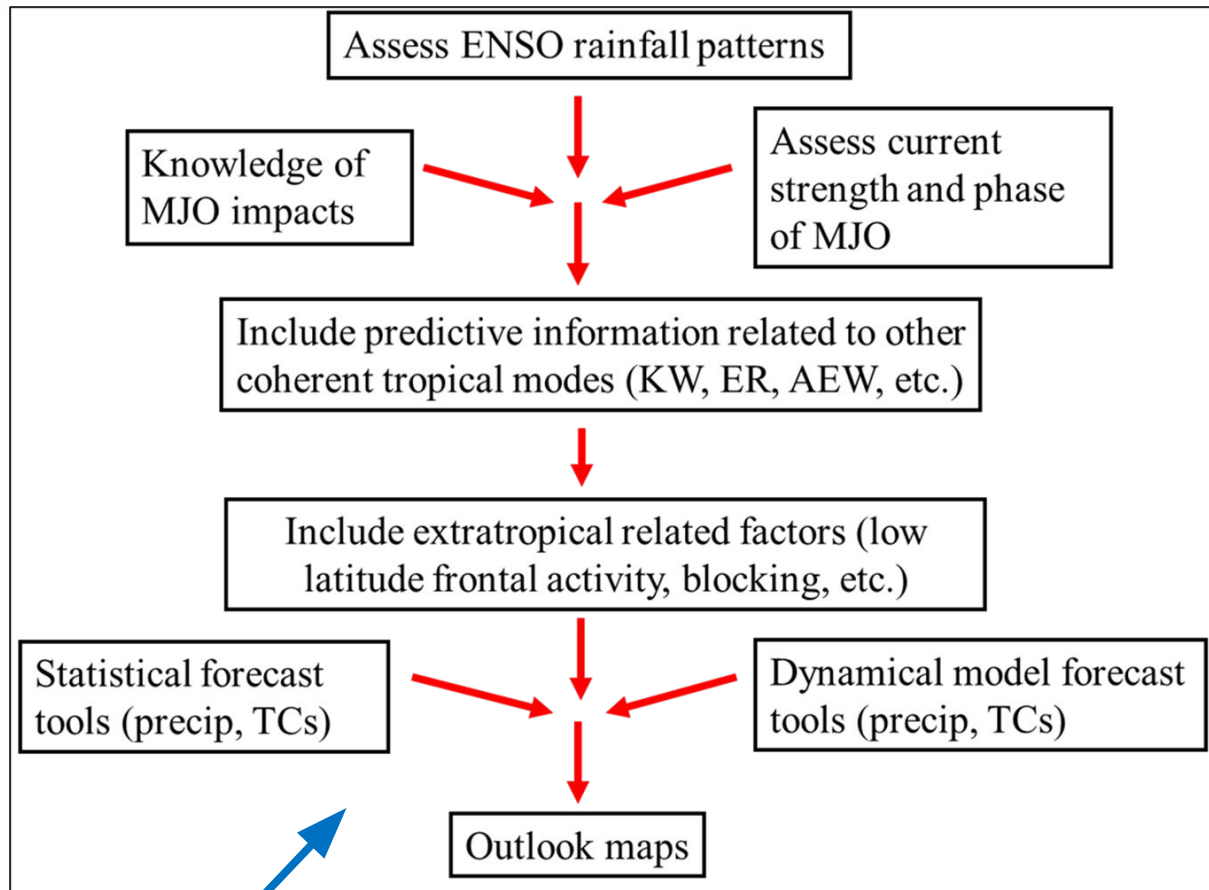 Assess ENSO rainfall patterns
Knowledge of
MJO impacts
Assess current
strength and phase
of MJO
Include predictive information related to other
coherent tropical modes (KW, ER, AEW, etc.)
Include extratropical related factors (low
latitude frontal activity, blocking, etc.)
Statistical forecast
tools (precip, TCs)
Dynamical model forecast
tools (precip, TCs)
Outlook maps